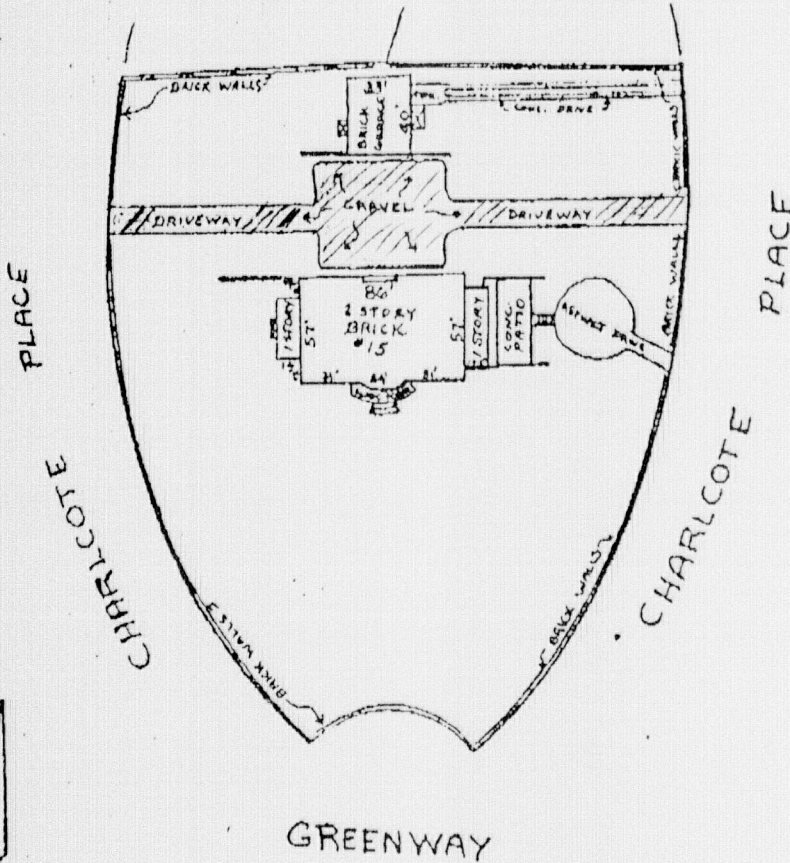 BRICK WALLS
BRICK GARAGE
40'
CONC. DRIVE
BRICK WALLS
DRIVEWAY
GRAVEL
DRIVEWAY
BRICK WALLS
PLACE
PLACE
86'
2 STORY
BRICK
#15
57'
57'
1 STORY
1 STORY
CONC.
PATIO
ASPHALT DRIVE
CHARLCOTE
CHARLCOTE
BRICK WALLS
BRICK WALLS
GREENWAY